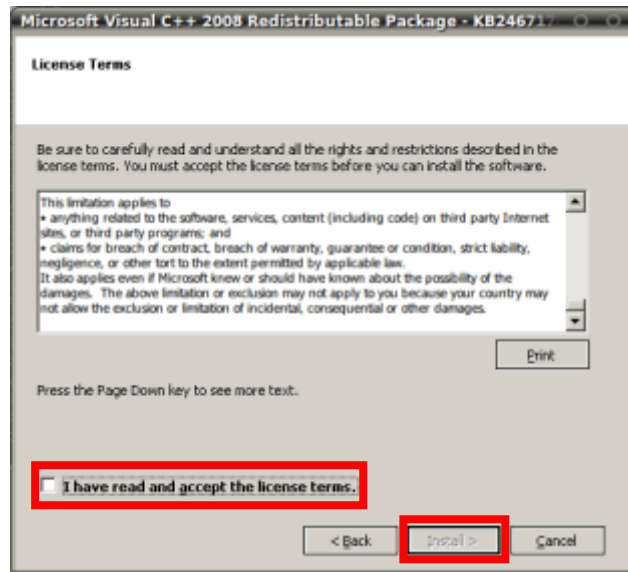 Microsoft Visual C++ 2008 Redistributable Package - KB246717
License Terms
Be sure to carefully read and understand all the rights and restrictions described in the
license terms. You must accept the license terms before you can install the software.
This limitation applies to
• anything related to the software, services, content (including code) on third party Internet
sites, or third party programs; and
• claims for breach of contract, breach of warranty, guarantee or condition, strict liability,
negligence, or other tort to the extent permitted by applicable law.
It also applies even if Microsoft knew or should have known about the possibility of the
damages. The above limitation or exclusion may not apply to you because your country may
not allow the exclusion or limitation of incidental, consequential or other damages.
Print
Press the Page Down key to see more text.
I have read and accept the license terms.
< Back Install > Cancel